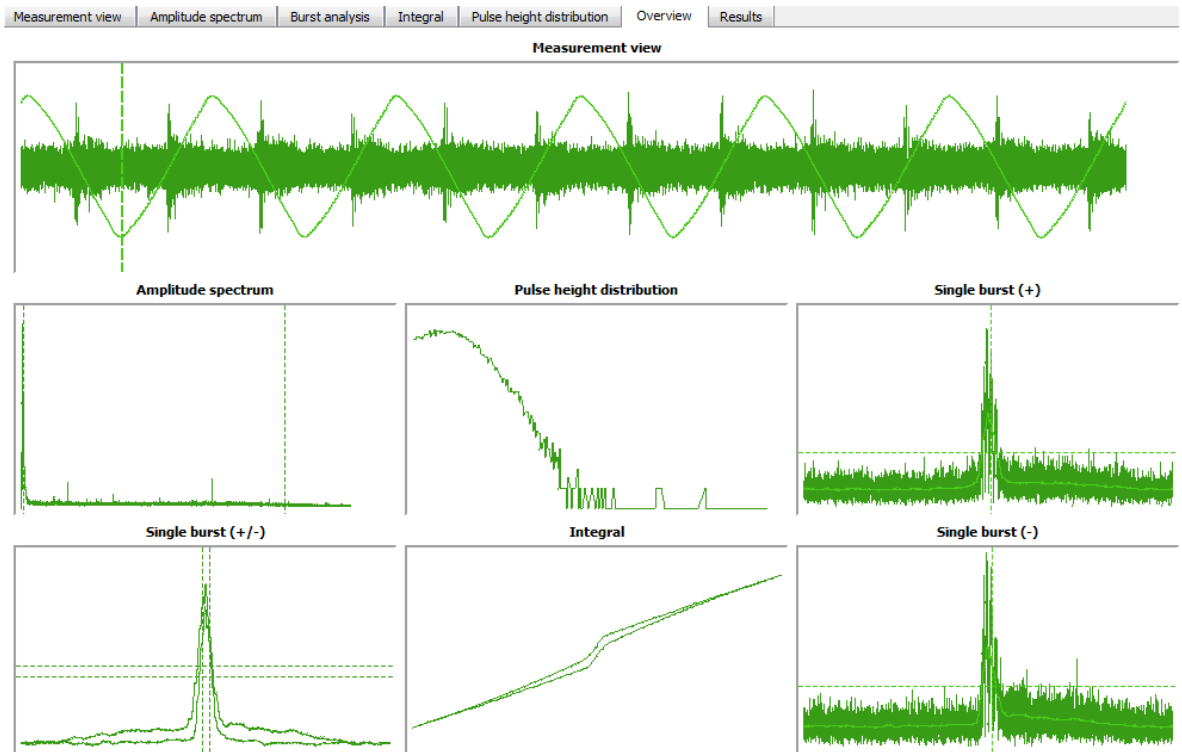 Measurement view Amplitude spectrum Burst analysis Integral Pulse height distribution Overview Results
Measurement view
Amplitude spectrum Pulse height distribution Single burst (+)
Single burst (+/-) Integral Single burst (-)